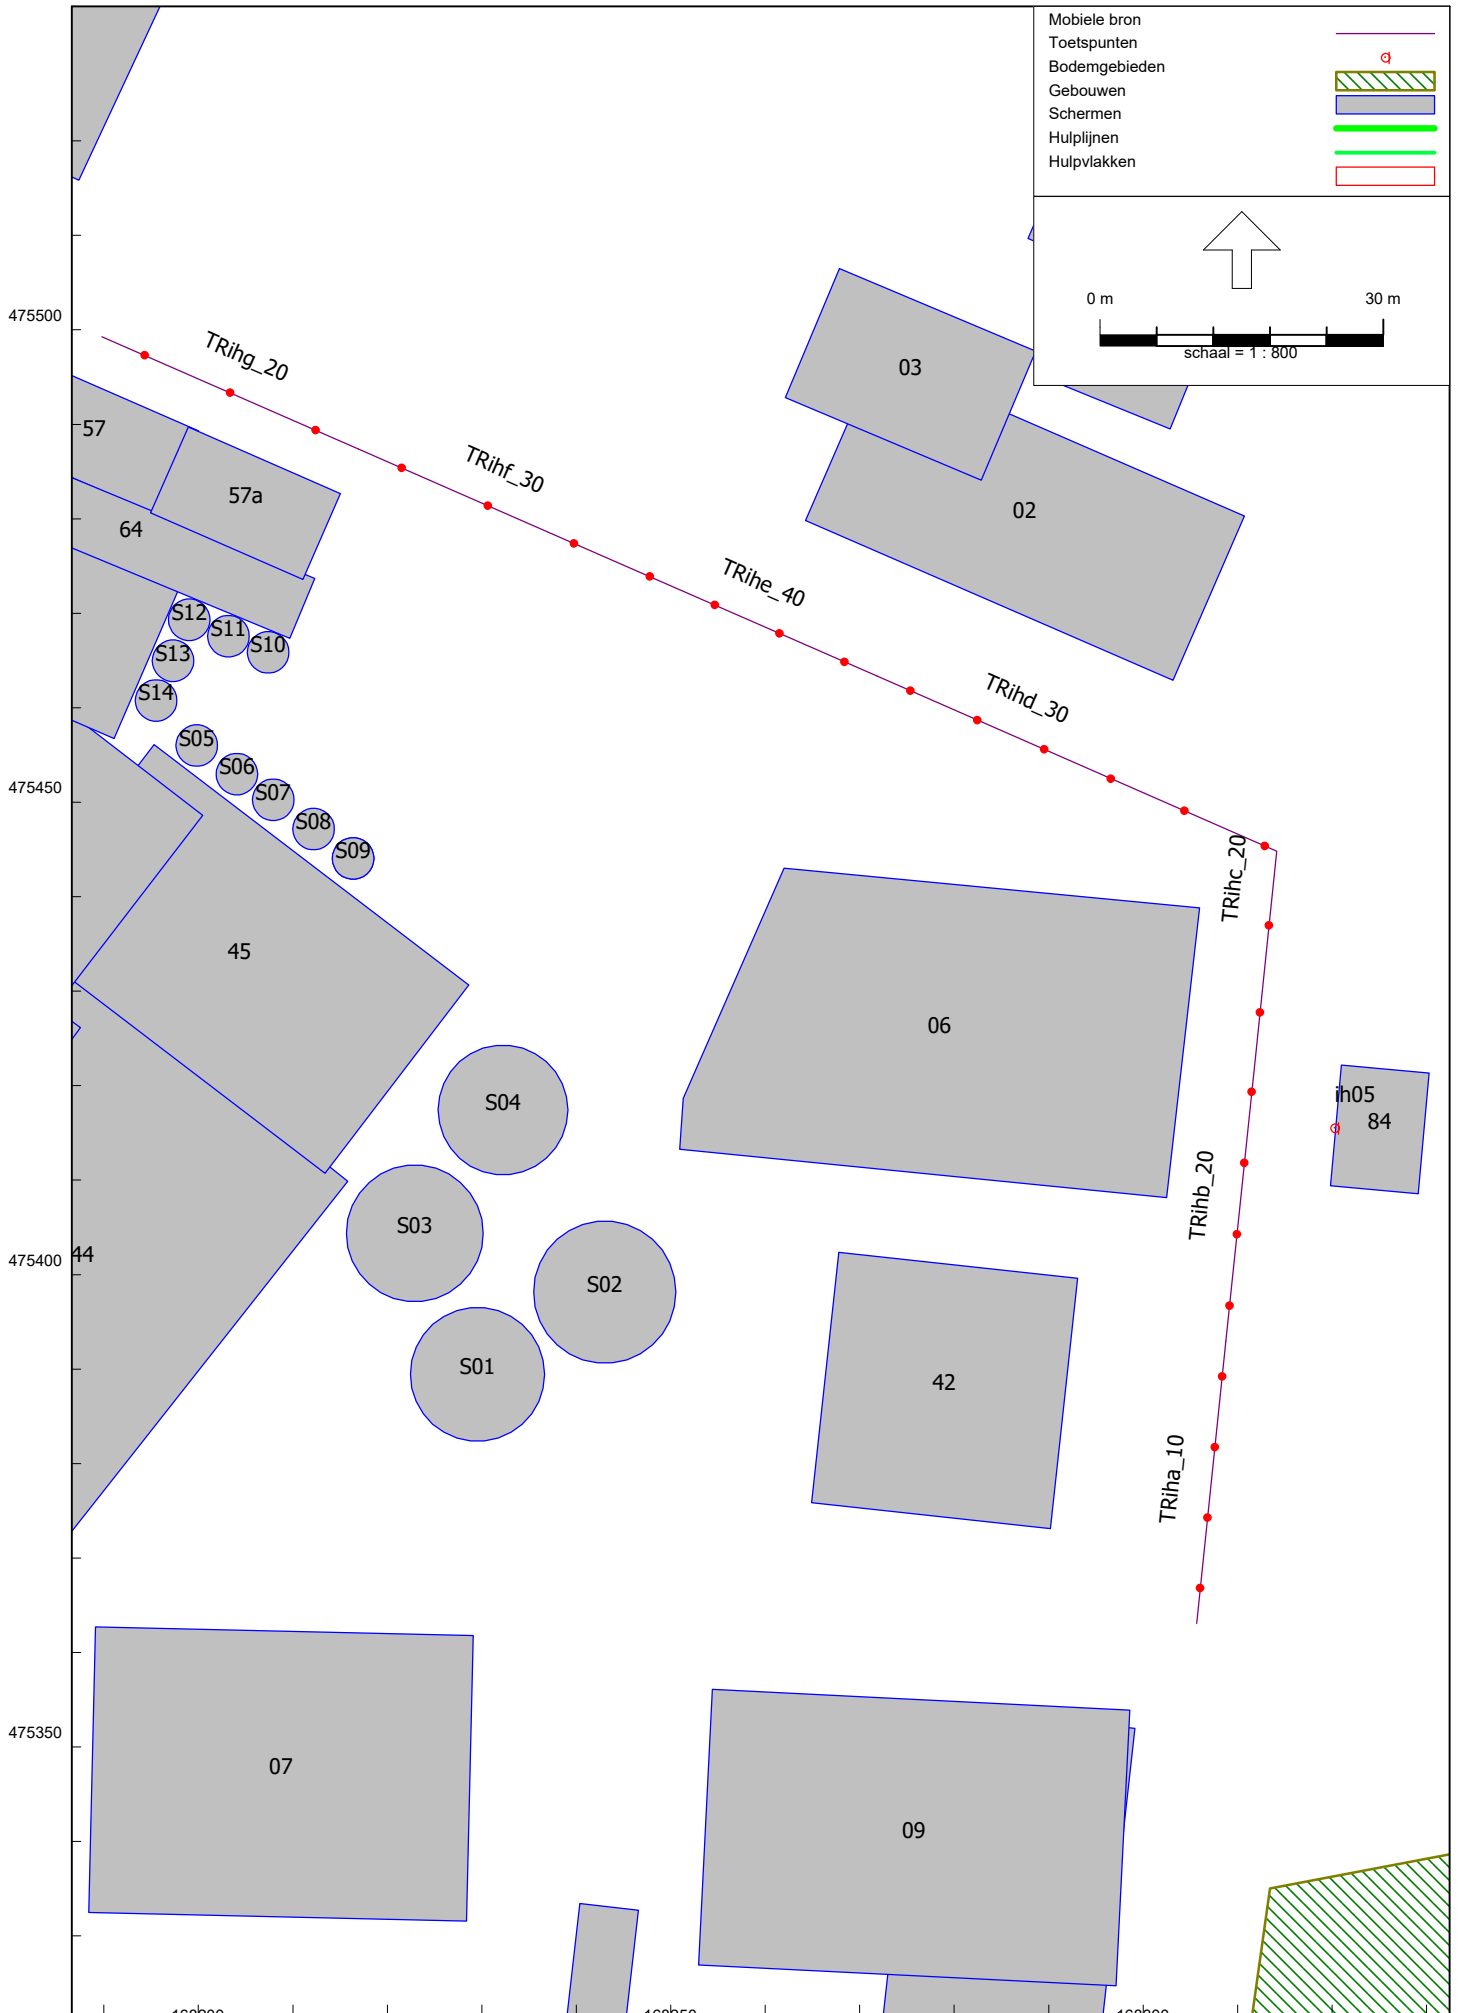 Mobiele bron
Toetspunten
Bodemgebieden
Gebouwen
Schermen
Hulplijnen
Hulpvlakken
0 m 30 m
schaal = 1 : 800
475500
TRihg_20
03
57
TRihf_30
57a
02
64
TRihe_40
S12
S11
S10
S13
S14
TRihd_30
S05
S06
475450
S07
S08
S09
TRihc_20
45
06
ih05
S04
84
TRihb_20
S03
475400
44
S02
S01
42
TRiha_10
475350
07
09